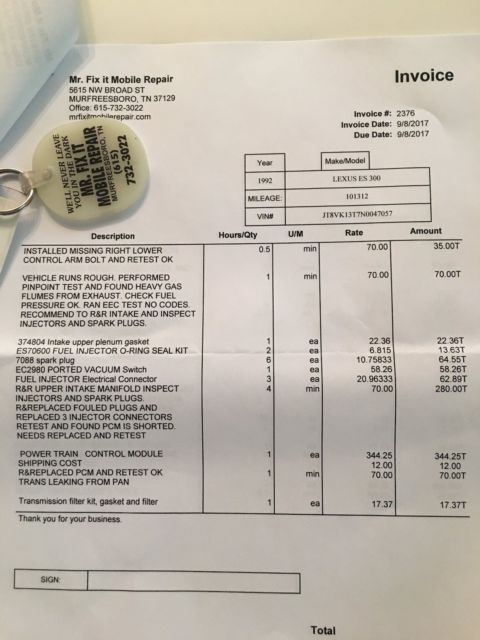 Mr. Fix it Mobile Repair
5615 NW BROAD ST
MURFREESBORO, TN 37129
Office: 615-732-3022
mrfixitmobilerepair.com
Invoice
Invoice #: 2376
Invoice Date: 9/8/2017
Due Date: 9/8/2017
WE'LL NEVER LEAVE
YOU IN THE DARK
MR. FIX IT
MOBILE REPAIR
MURFREESBORO, TN
(615)
732-3022
Year Make/Model
1992 LEXUS ES 300
MILEAGE: 101312
VIN# JT8VK13T7N0047057
Description Hours/Qty U/M Rate Amount
INSTALLED MISSING RIGHT LOWER 0.5 min 70.00 35.00T
CONTROL ARM BOLT AND RETEST OK
VEHICLE RUNS ROUGH. PERFORMED 1 min 70.00 70.00T
PINPOINT TEST AND FOUND HEAVY GAS
FLUMES FROM EXHAUST. CHECK FUEL
PRESSURE OK. RAN EEC TEST NO CODES.
RECOMMEND TO R&R INTAKE AND INSPECT
INJECTORS AND SPARK PLUGS.
374804 Intake upper plenum gasket 1 ea 22.36 22.36T
ES70600 FUEL INJECTOR O-RING SEAL KIT 2 ea 6.815 13.63T
7088 spark plug 6 ea 10.75833 64.55T
EC2980 PORTED VACUUM Switch 1 ea 58.26 58.26T
FUEL INJECTOR Electrical Connector 3 ea 20.96333 62.89T
R&R UPPER INTAKE MANIFOLD INSPECT 4 min 70.00 280.00T
INJECTORS AND SPARK PLUGS.
R&REPLACED FOULED PLUGS AND
REPLACED 3 INJECTOR CONNECTORS
RETEST AND FOUND PCM IS SHORTED.
NEEDS REPLACED AND RETEST
POWER TRAIN CONTROL MODULE 1 ea 344.25 344.25T
SHIPPING COST 12.00 12.00
R&REPLACED PCM AND RETEST OK 1 min 70.00 70.00T
TRANS LEAKING FROM PAN
Transmission filter kit, gasket and filter 1 ea 17.37 17.37T
Thank you for your business.
SIGN:
Total